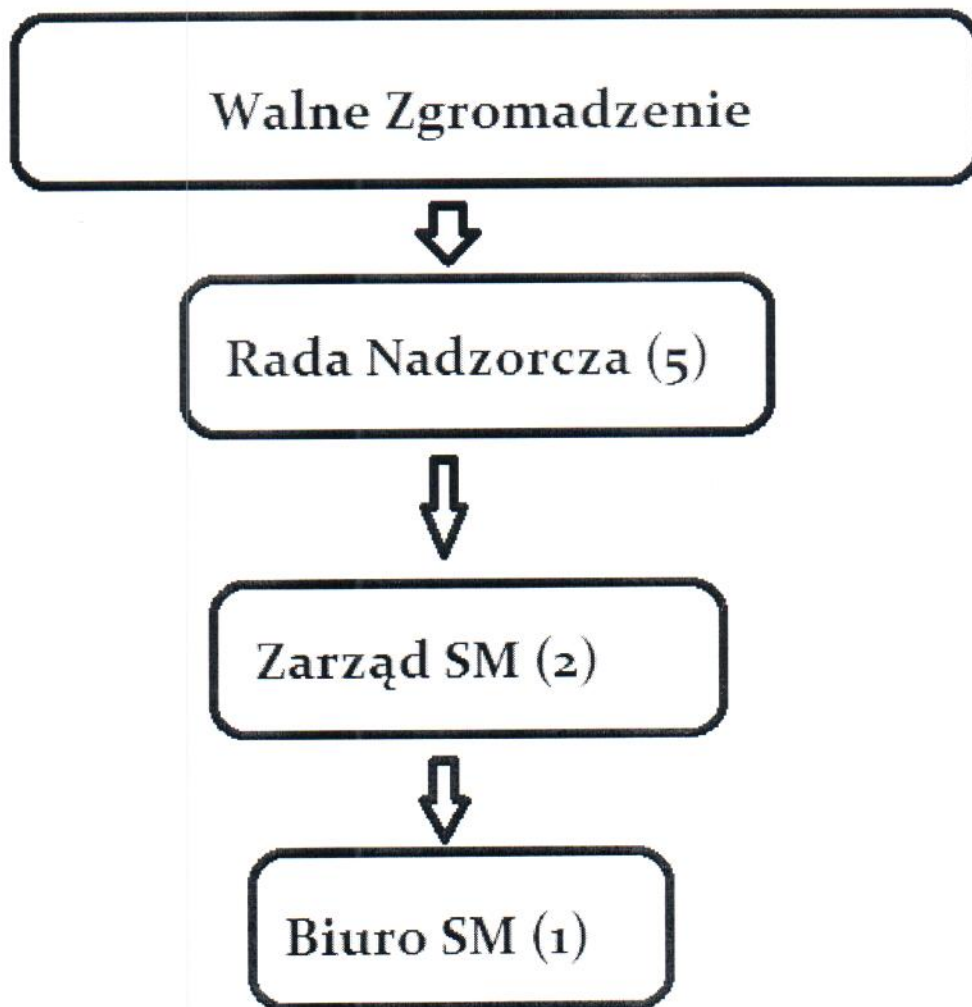 Walne Zgromadzenie
Rada Nadzorcza (5)
Zarząd SM (2)
Biuro SM (1)